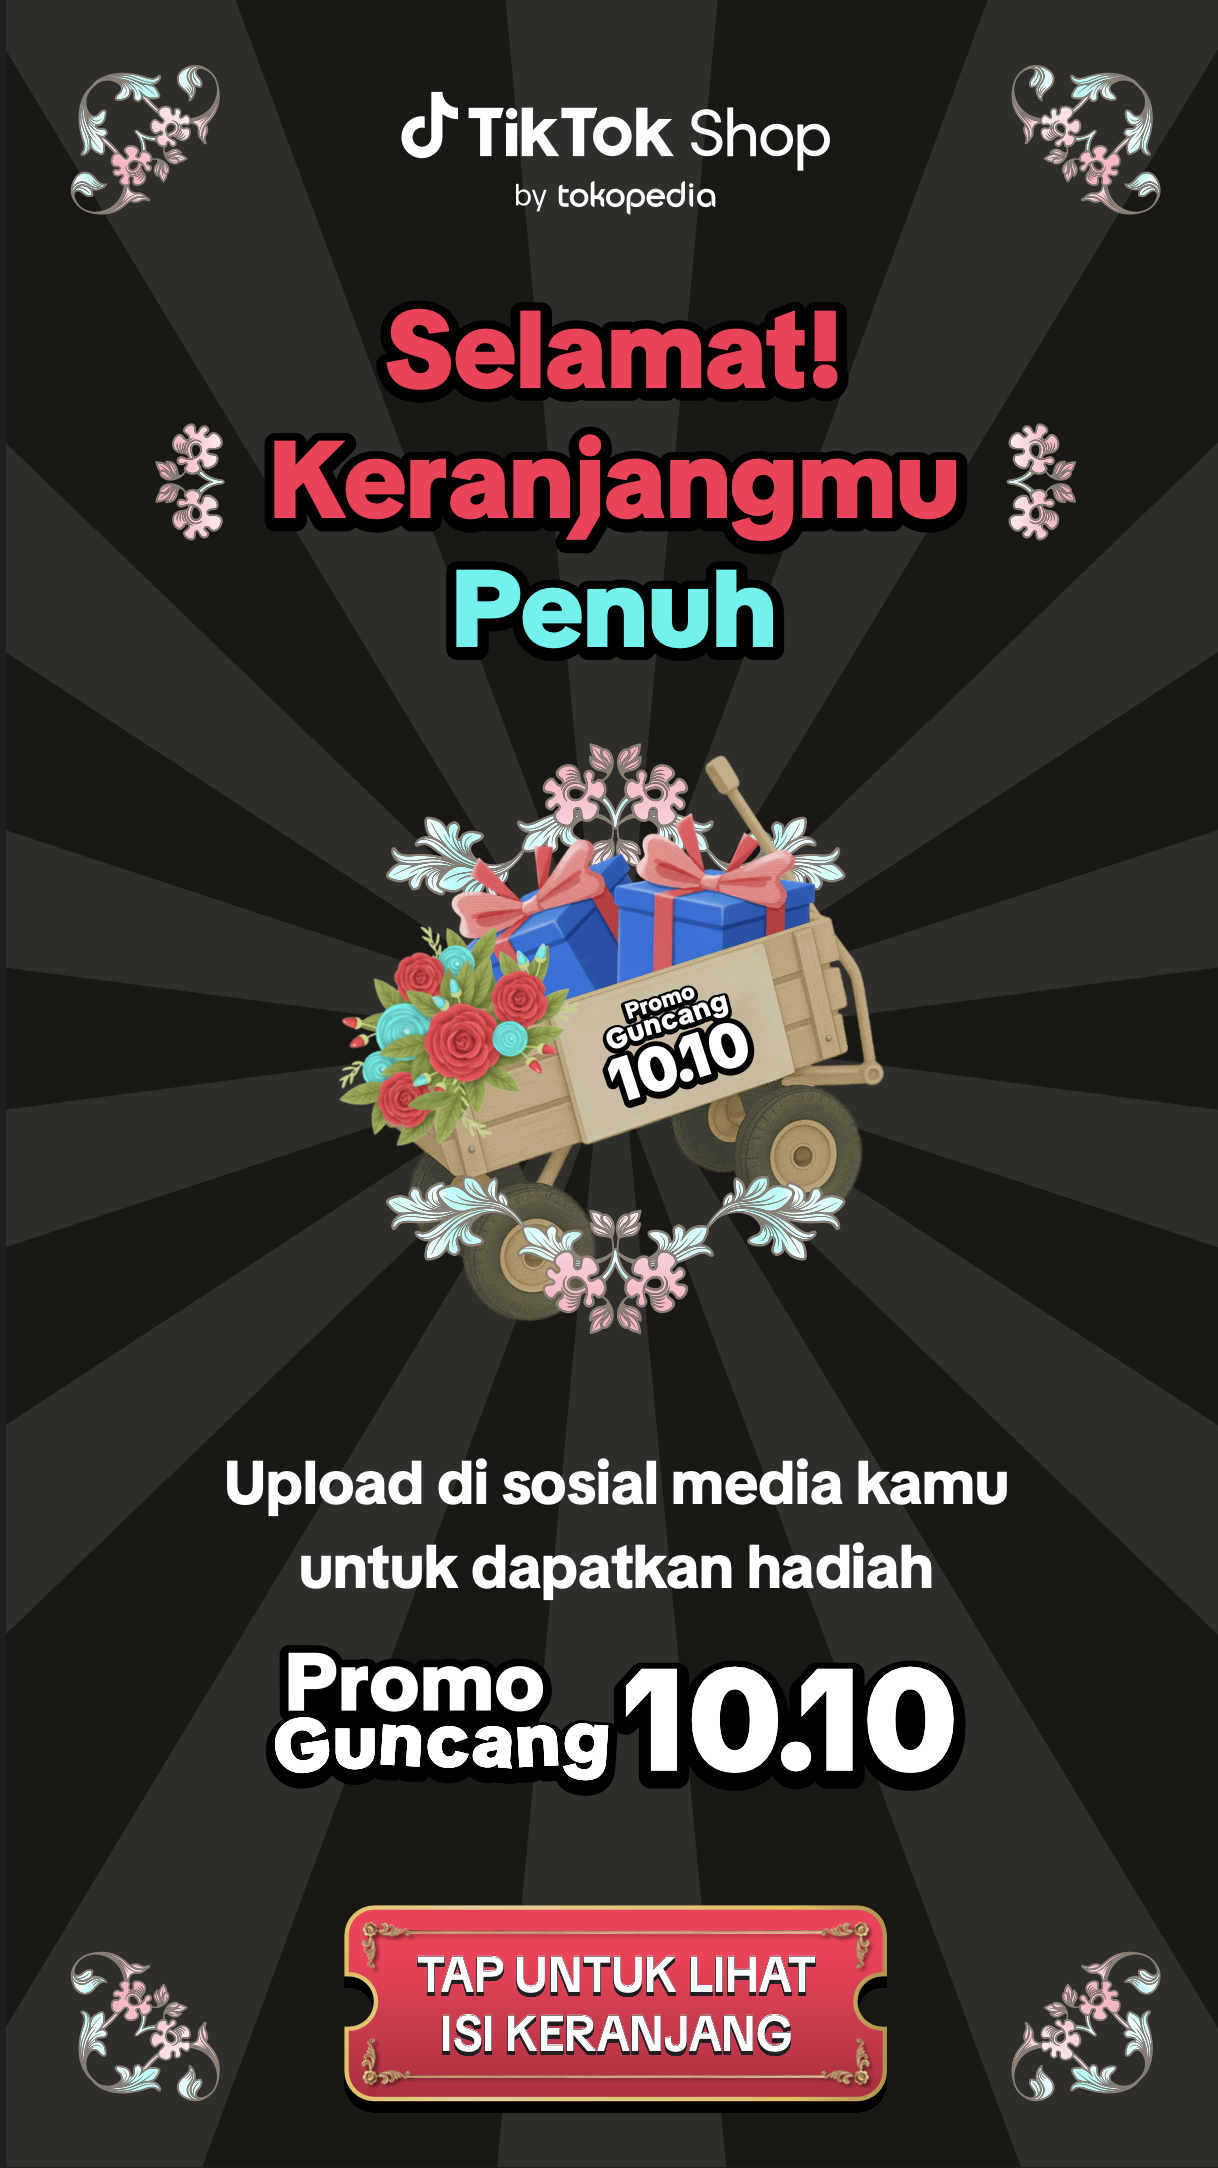 TikTok Shop
by tokopedia
Selamat!
Keranjangmu
Penuh
Promo
Guncang
10.10
Upload di sosial media kamu
untuk dapatkan hadiah
Promo
Guncang 10.10
TAP UNTUK LIHAT
ISI KERANJANG